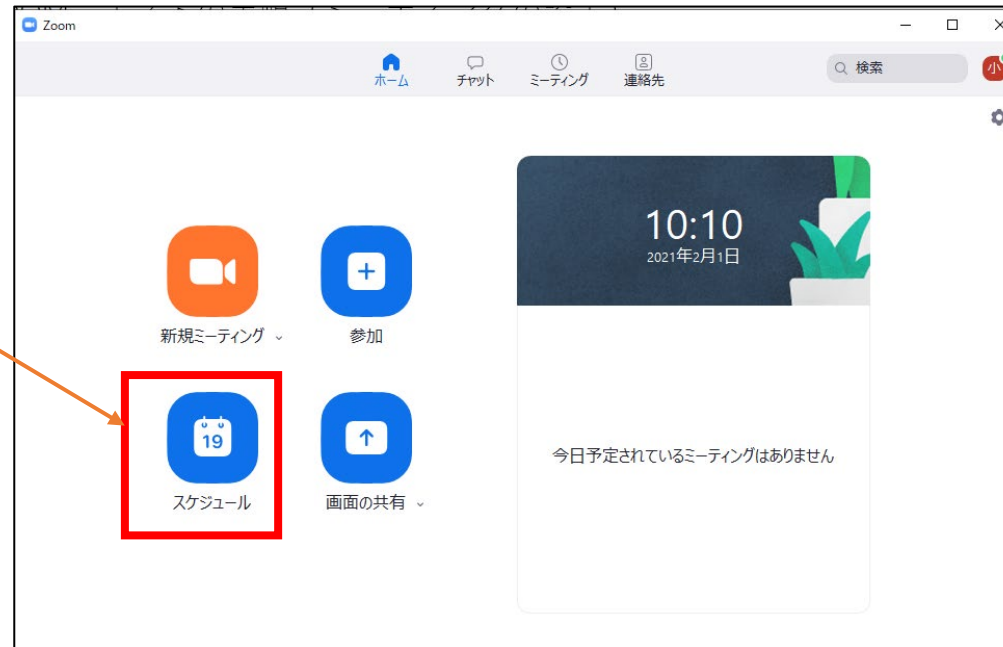 Zoom
ホーム
チャット
ミーティング
連絡先
検索
小
10:10
2021年2月1日
新規ミーティング
参加
19
スケジュール
画面の共有
今日予定されているミーティングはありません